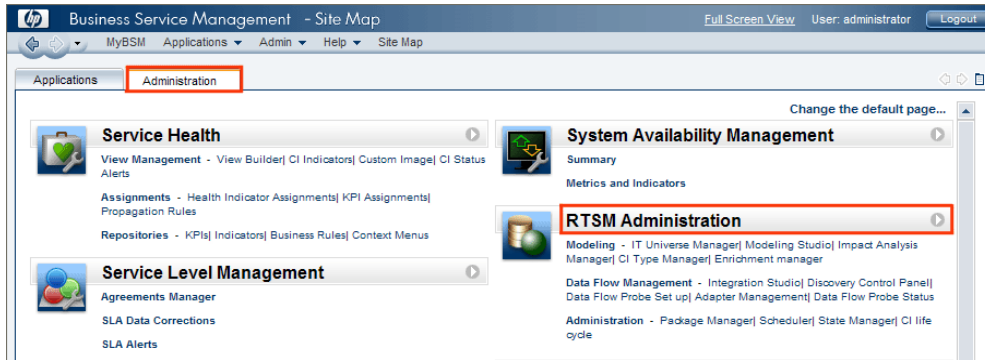 hp Business Service Management - Site Map Full Screen View User: administrator Logout
MyBSM Applications Admin Help Site Map
Applications Administration
Change the default page...
Service Health
View Management - View Builder| CI Indicators| Custom Image| CI Status
Alerts
Assignments - Health Indicator Assignments| KPI Assignments|
Propagation Rules
Repositories - KPIs| Indicators| Business Rules| Context Menus
Service Level Management
Agreements Manager
SLA Data Corrections
SLA Alerts
System Availability Management
Summary
Metrics and Indicators
RTSM Administration
Modeling - IT Universe Manager| Modeling Studio| Impact Analysis
Manager| CI Type Manager| Enrichment manager
Data Flow Management - Integration Studio| Discovery Control Panel|
Data Flow Probe Set up| Adapter Management| Data Flow Probe Status
Administration - Package Manager| Scheduler| State Manager| CI life
cycle